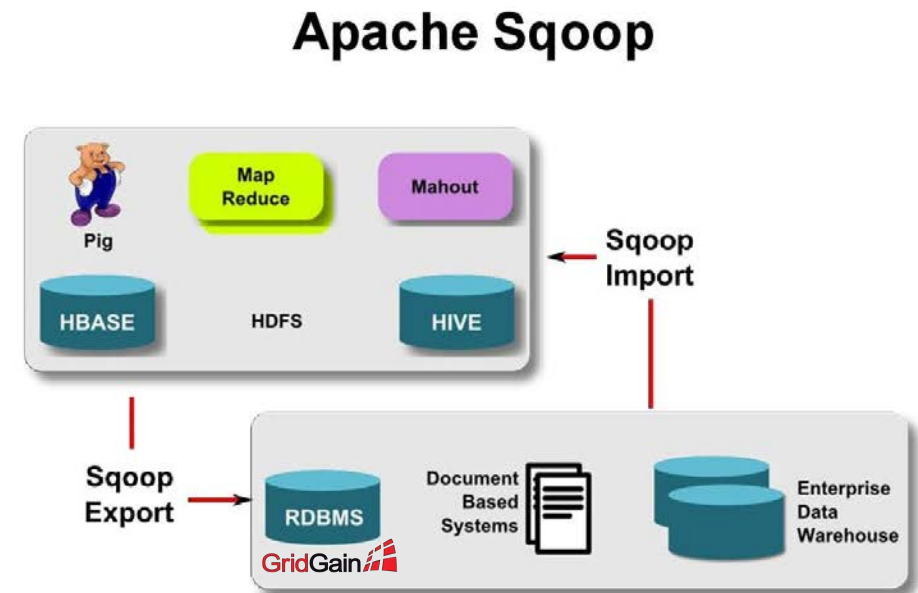 Apache Sqoop
Pig
Map
Reduce
Mahout
HBASE
HDFS
HIVE
Sqoop
Import
Sqoop
Export
RDBMS
GridGain
Document
Based
Systems
Enterprise
Data
Warehouse